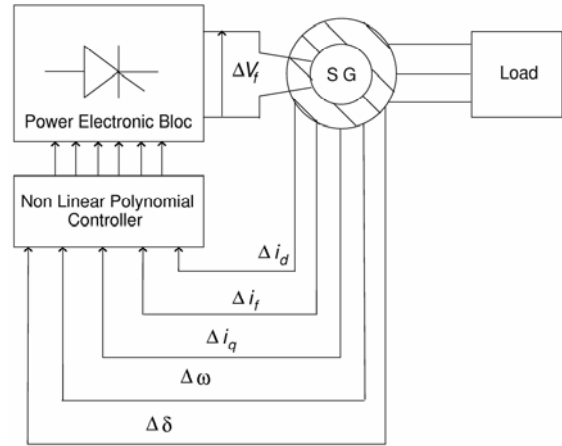 Power Electronic Bloc
ΔV_f
S G
Load
Non Linear Polynomial
Controller
Δ i_d
Δ i_f
Δ i_q
Δ ω
Δ δ